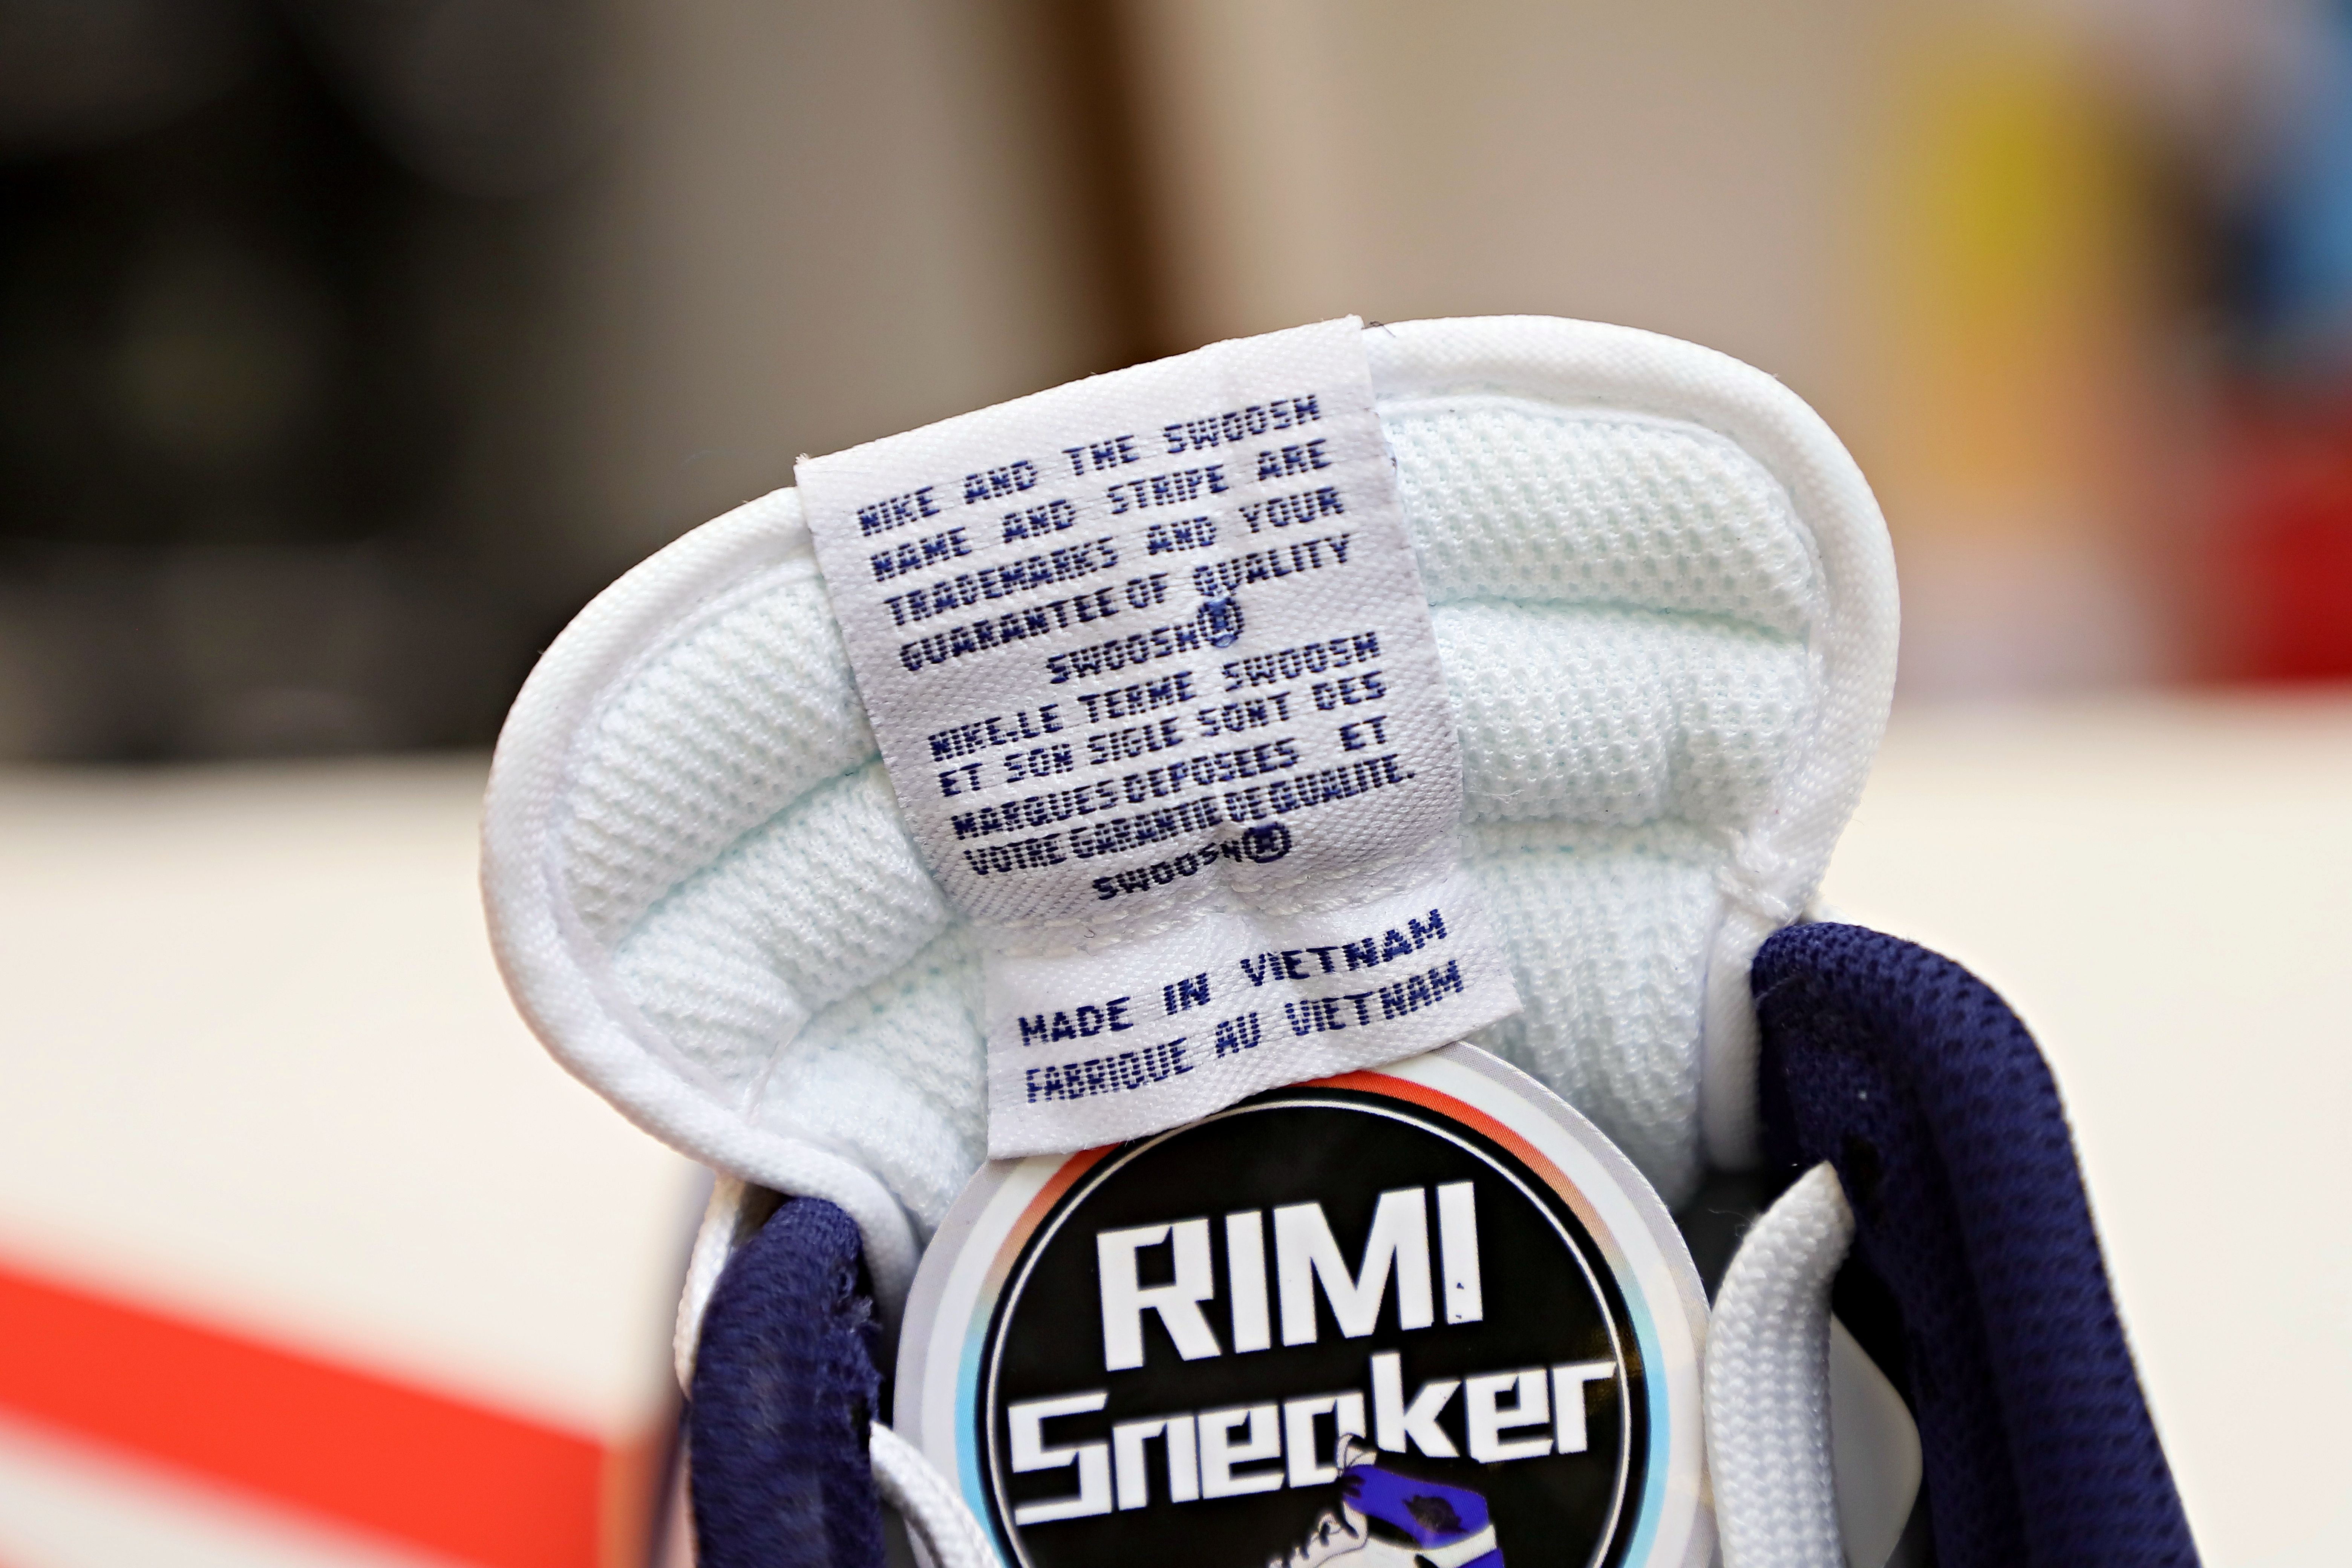 NIKE AND THE SWOOSH
NAME AND STRIPE ARE
TRADEMARKS AND YOUR
GUARANTEE OF QUALITY
SWOOSH®
NIKE.LE TERME SWOOSH
ET SON SIGLE SONT DES
MARQUES DEPOSEES ET
VOTRE GARANTIE DE QUALITE.
SWOOSH®
MADE IN VIETNAM
FABRIQUE AU VIETNAM
RIMI
Sneaker